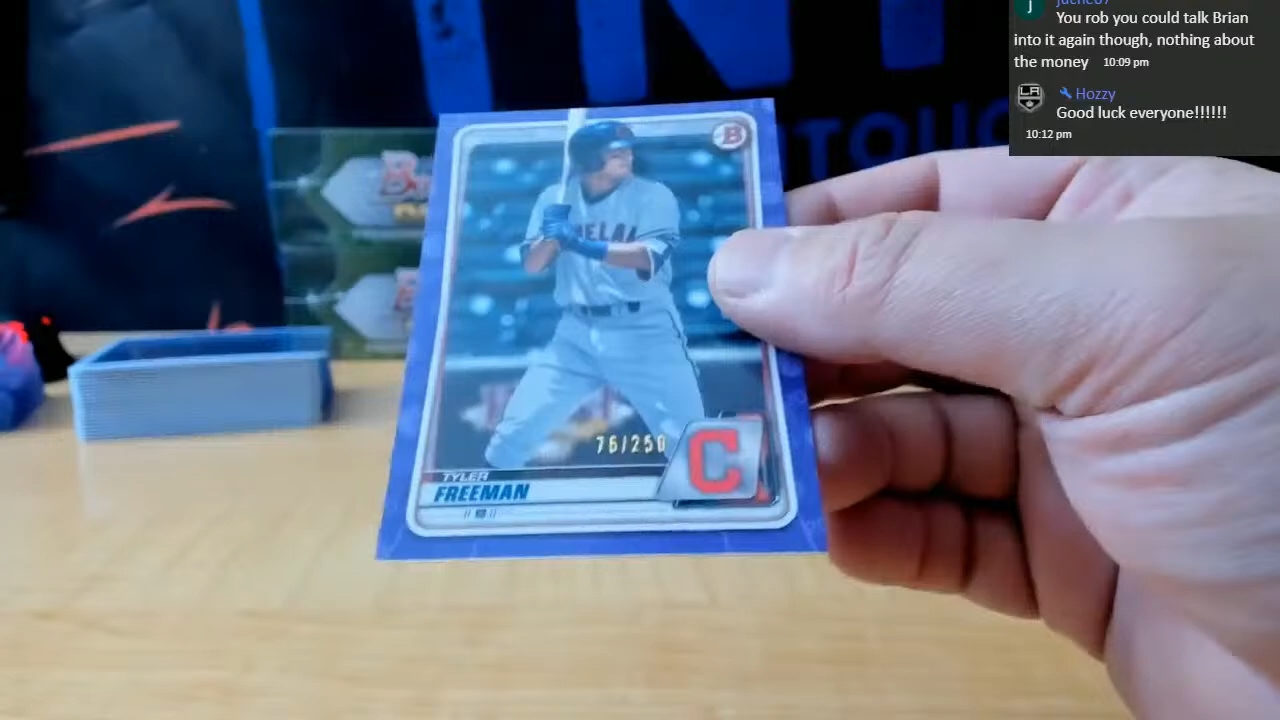 You rob you could talk Brian
into it again though, nothing about
the money 10:09 pm
Hozzy
Good luck everyone!!!!!!
10:12 pm
B
LA
76/250
C
TYLER
FREEMAN